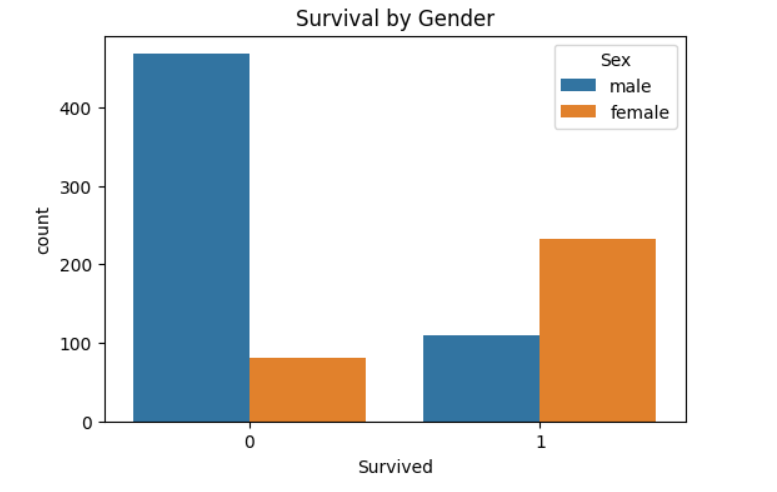 Survival by Gender
Sex
male
female
400
300
200
100
0
count
0 1
Survived